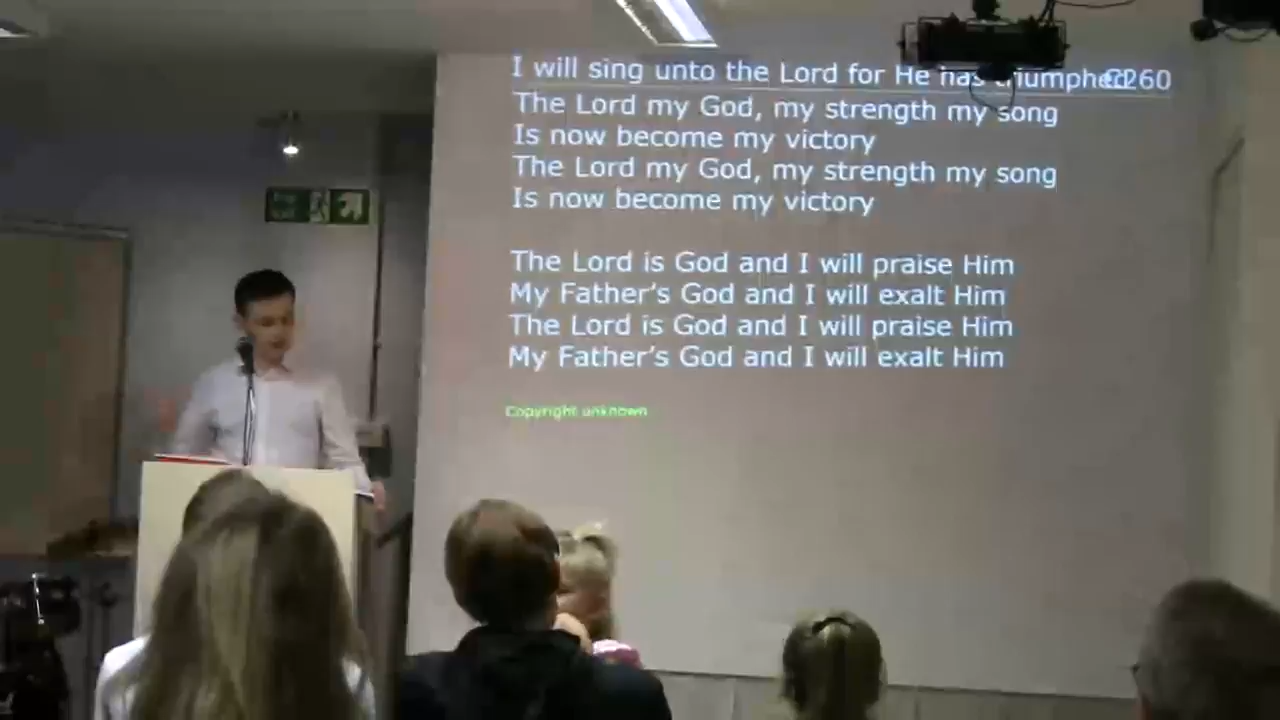 I will sing unto the Lord for He has triumphed C260
The Lord my God, my strength my song
Is now become my victory
The Lord my God, my strength my song
Is now become my victory
The Lord is God and I will praise Him
My Father's God and I will exalt Him
The Lord is God and I will praise Him
My Father's God and I will exalt Him
Copyright unknown